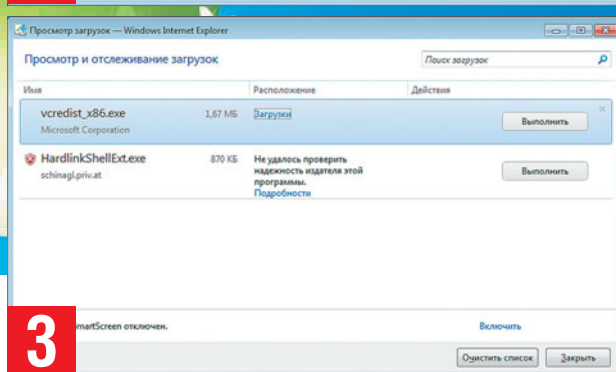 Просмотр загрузок — Windows Internet Explorer
Просмотр и отслеживание загрузок
Поиск загрузок
Имя Расположение Действия
vcredist_x86.exe 1,67 МБ Загрузки Выполнить
Microsoft Corporation
HardlinkShellExt.exe 870 КБ Не удалось проверить надежность издателя этой программы. Выполнить
schinagl.priv.at
Подробности
martScreen отключен. Включить
3
Очистить список Закрыть